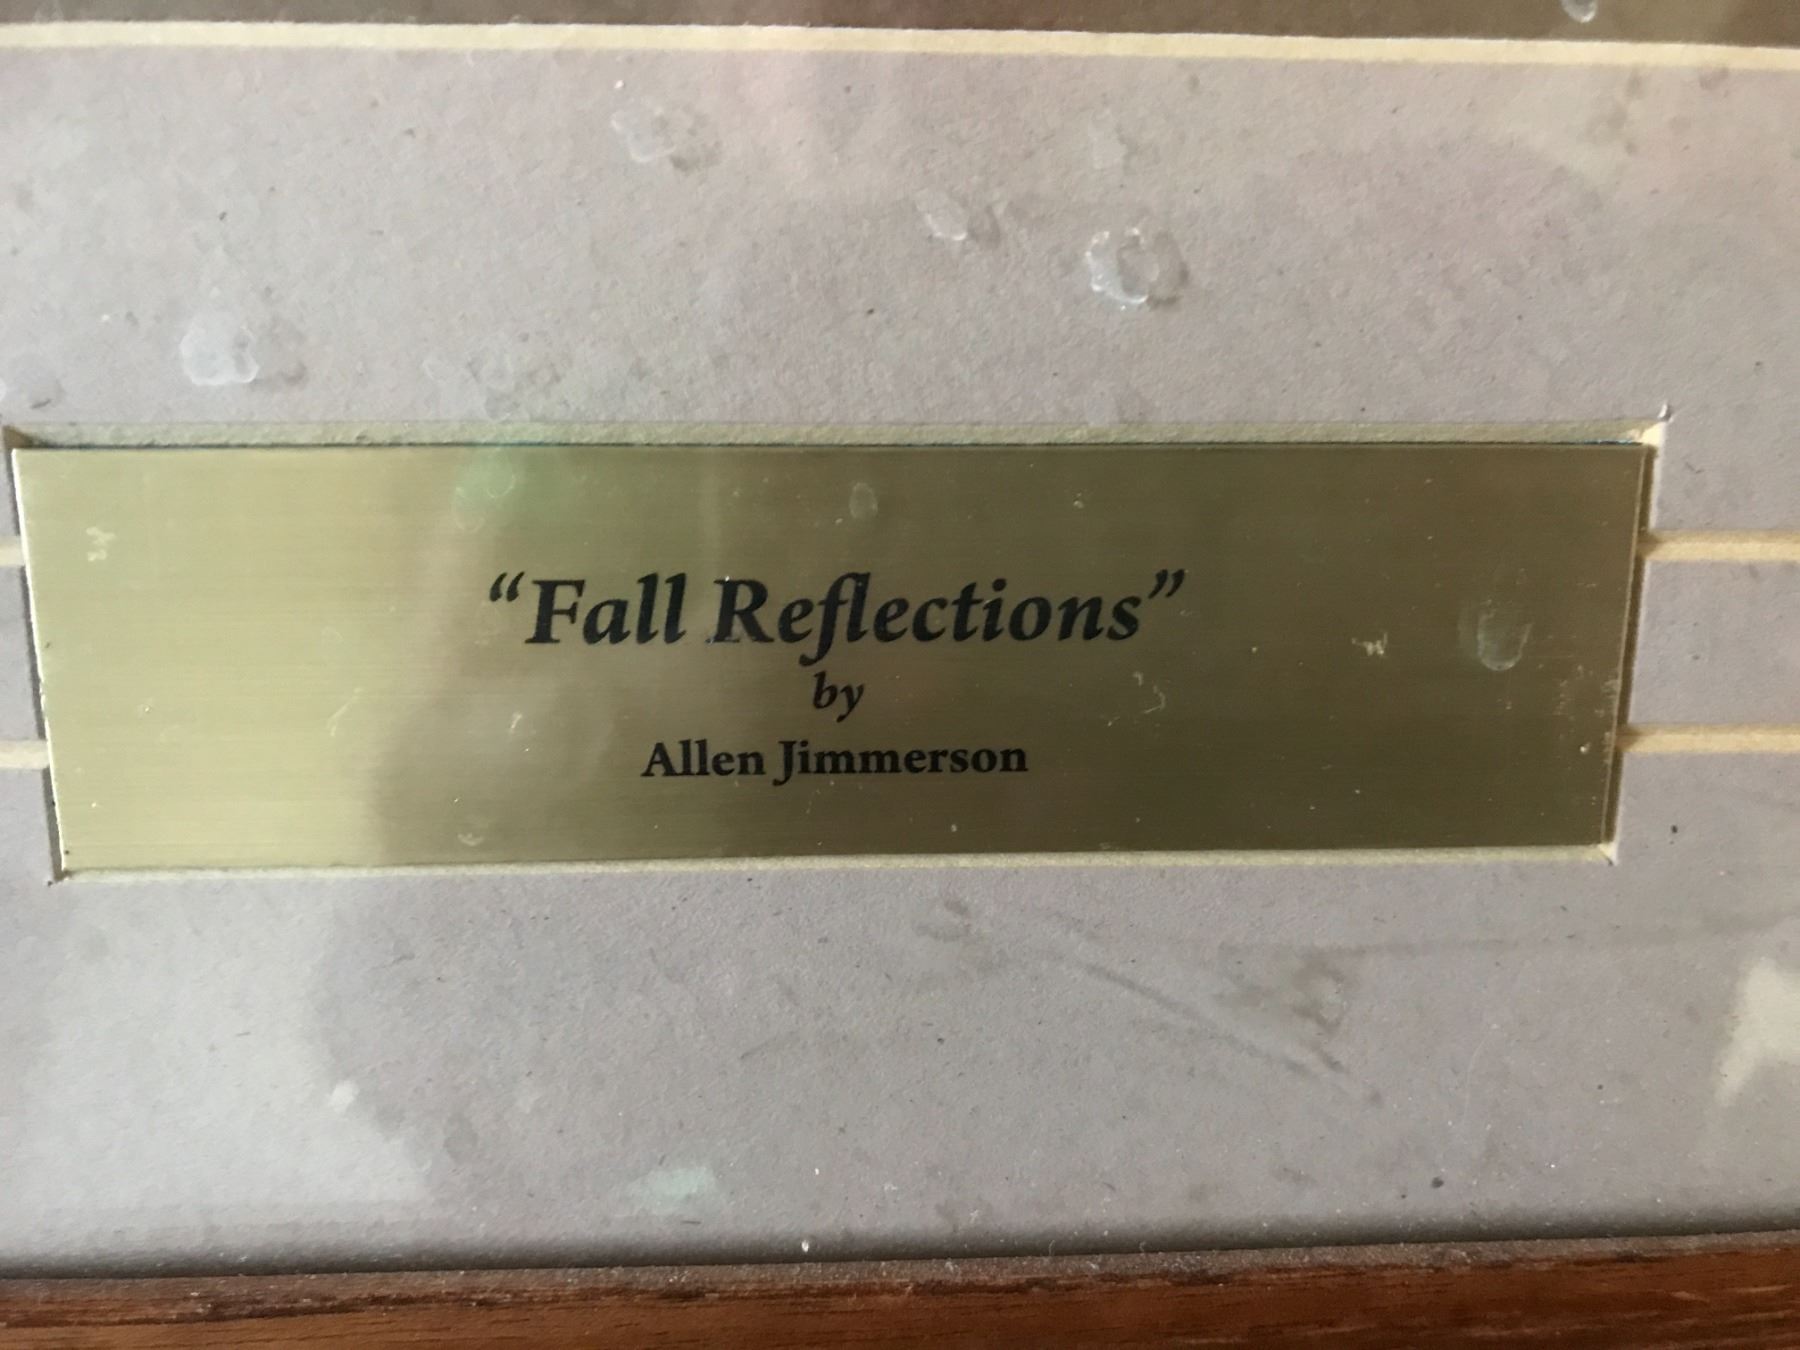 “Fall Reflections”
by
Allen Jimmerson